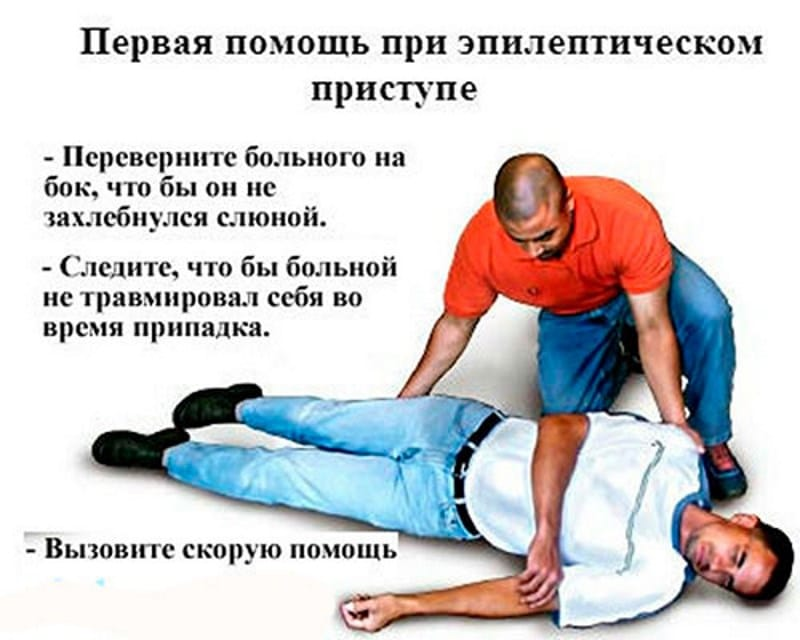 Первая помощь при эпилептическом
приступе
- Переверните больного на
бок, что бы он не
захлебнулся слюной.
- Следите, что бы больной
не травмировал себя во
время припадка.
- Вызовите скорую помощь